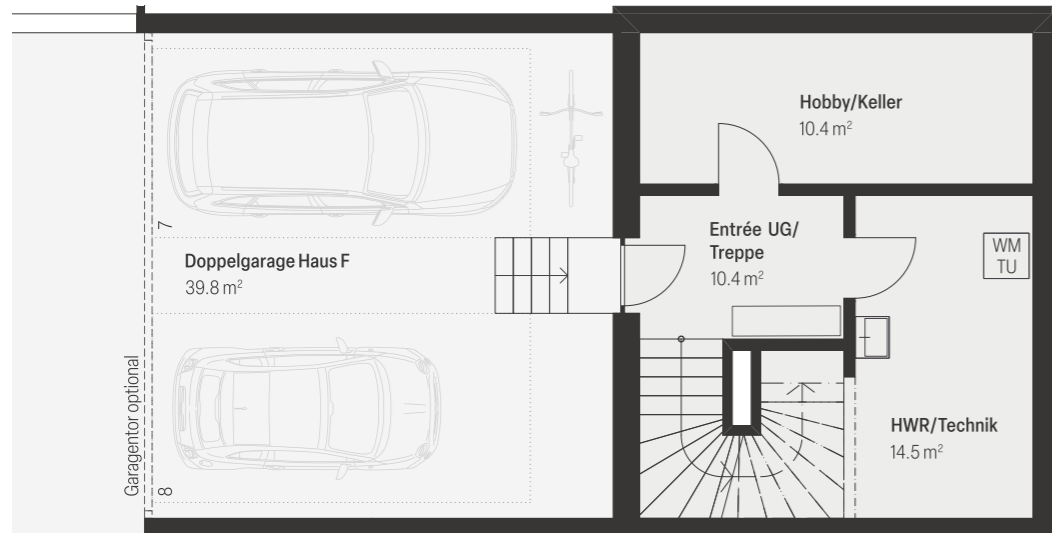 Hobby/Keller
10.4 m²
7
Entrée UG/
Treppe
10.4 m²
WM
TU
Doppelgarage Haus F
39.8 m²
Garagentor optional
8
HWR/Technik
14.5 m²